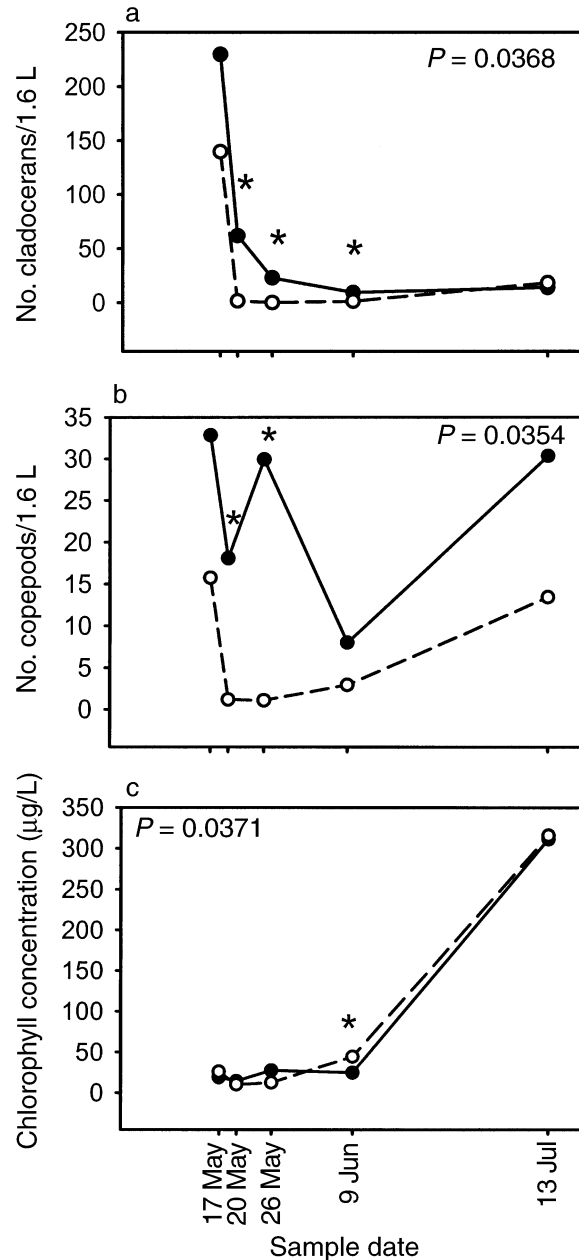 a
250
200
150
100
50
0
No. cladocerans/1.6 L
P = 0.0368
*
*
*
b
35
30
25
20
15
10
5
0
No. copepods/1.6 L
P = 0.0354
*
*
c
350
300
250
200
150
100
50
0
Chlorophyll concentration (µg/L)
P = 0.0371
*
17 May
20 May
26 May
9 Jun
13 Jul
Sample date